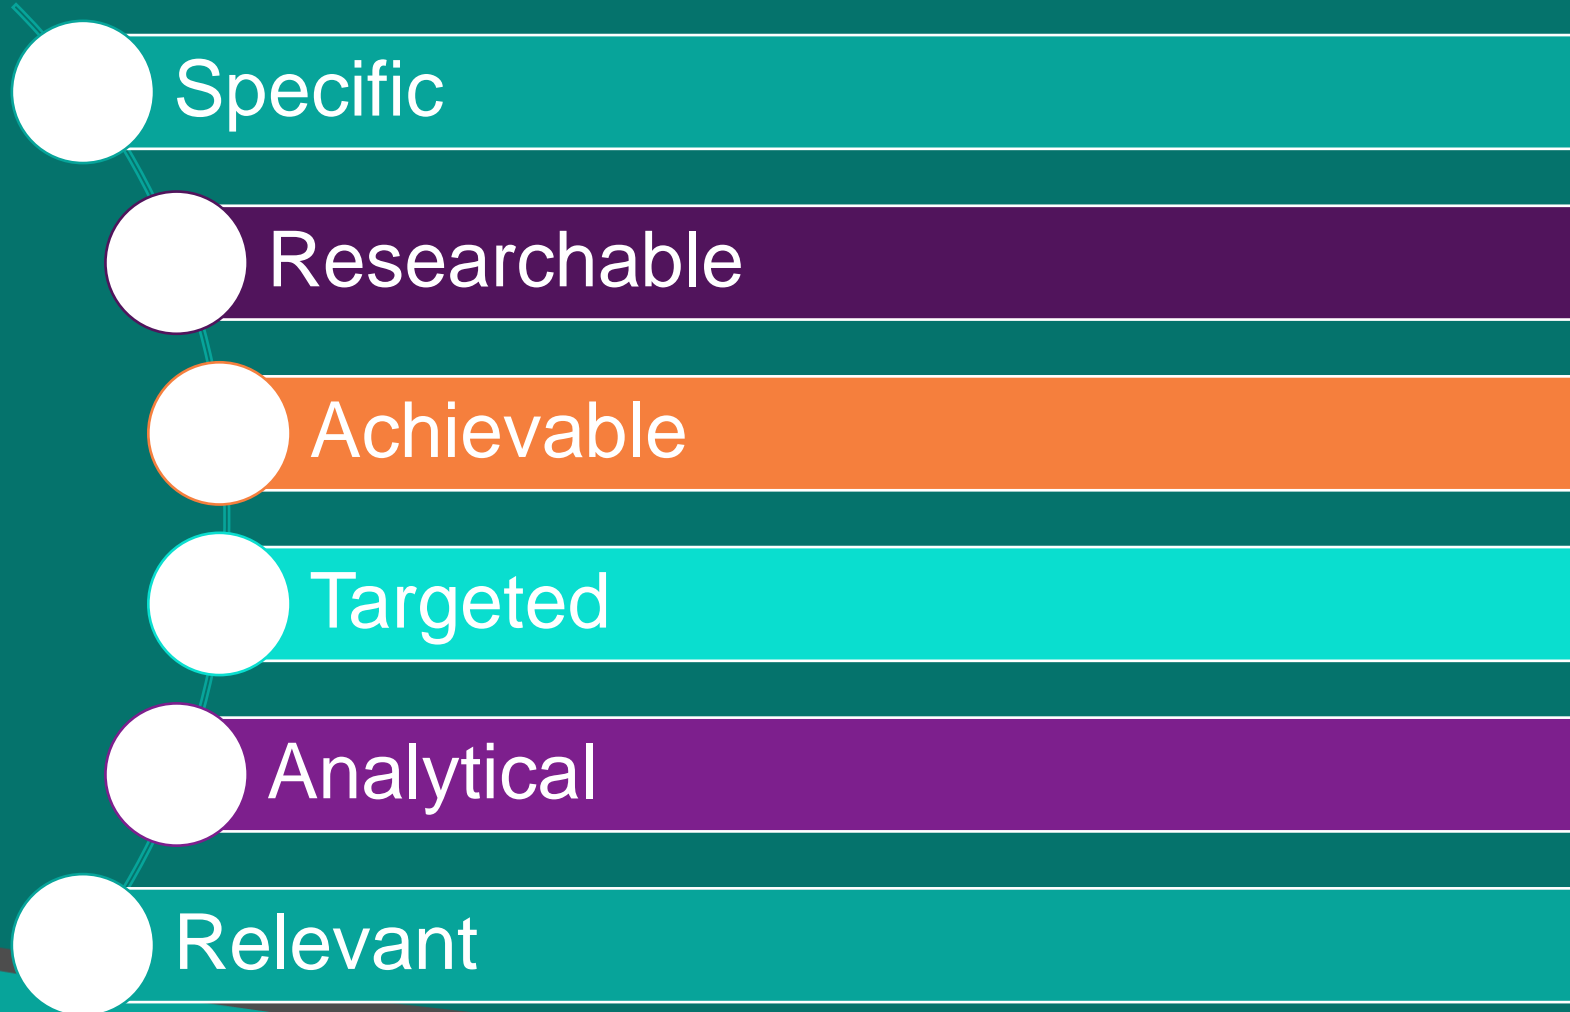 Specific
Researchable
Achievable
Targeted
Analytical
Relevant